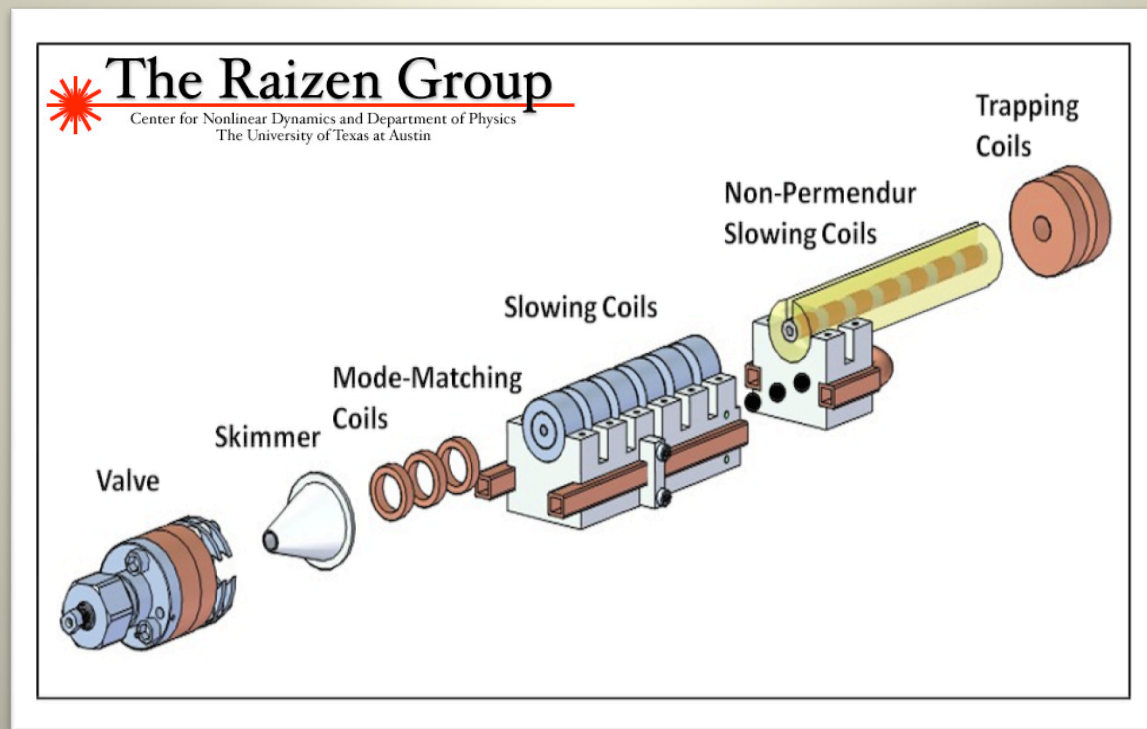 The Raizen Group
Center for Nonlinear Dynamics and Department of Physics
The University of Texas at Austin
Trapping
Coils
Non-Permendur
Slowing Coils
Slowing Coils
Mode-Matching
Coils
Skimmer
Valve